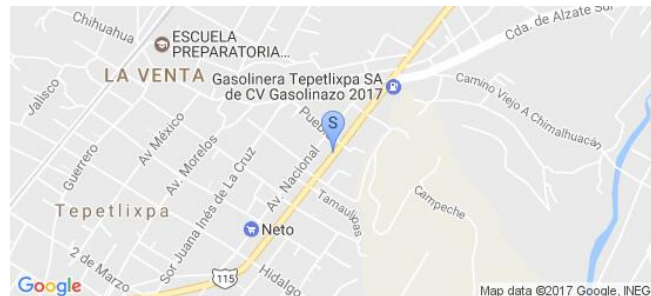 Chihuahua
ESCUELA
PREPARATORIA...
Cda. de Alzate Sur
LA VENTA
Gasolinera Tepetlixpa SA
de CV Gasolinazo 2017
Camino Viejo A Chimalhuacán
Jalisco
Puebla
S
Av México
Av. Morelos
Guerrero
Sor Juana Inés de La Cruz
Av. Nacional
Campeche
Tamaulipas
Tepetlixpa
Neto
2 de Marzo
115
Hidalgo
Google
Map data ©2017 Google, INEG